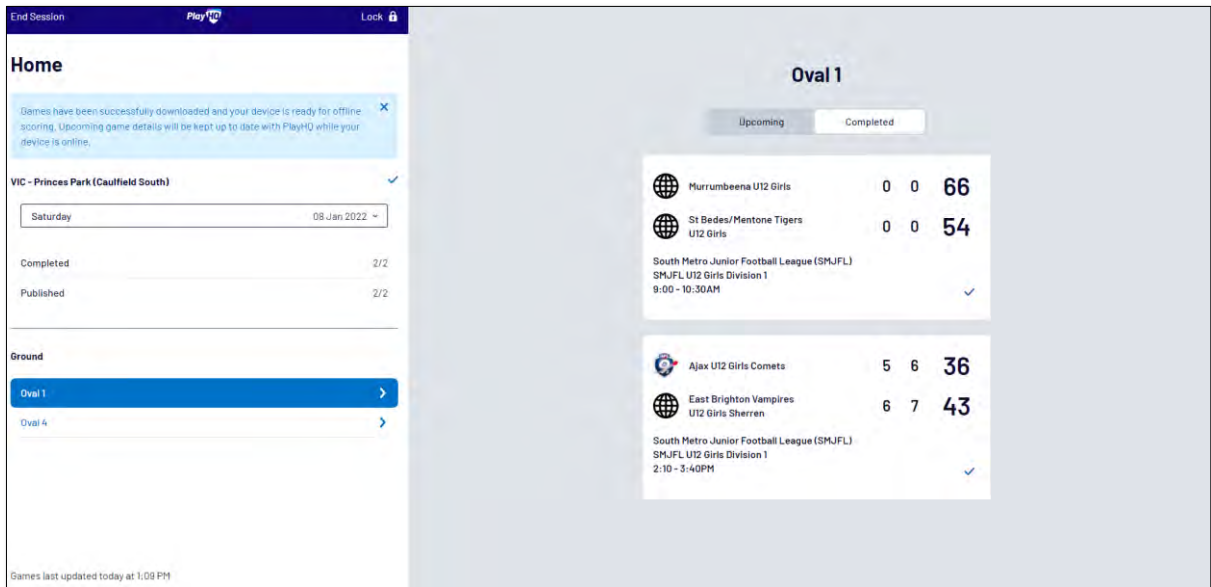 End Session
PlayHQ
Lock
Home
Games have been successfully downloaded and your device is ready for offline
scoring. Upcoming game details will be kept up to date with PlayHQ while your
device is online.
VIC - Princes Park (Caulfield South)
Saturday 08 Jan 2022
Completed 2/2
Published 2/2
Ground
Oval 1
Oval 4
Games last updated today at 1:09 PM
Oval 1
Upcoming Completed
Murrumbeena U12 Girls 0 0 66
St Bedes/Mentone Tigers
U12 Girls 0 0 54
South Metro Junior Football League (SMJFL)
SMJFL U12 Girls Division 1
9:00 - 10:30AM
Ajax U12 Girls Comets 5 6 36
East Brighton Vampires
U12 Girls Sherren 6 7 43
South Metro Junior Football League (SMJFL)
SMJFL U12 Girls Division 1
2:10 - 3:40PM